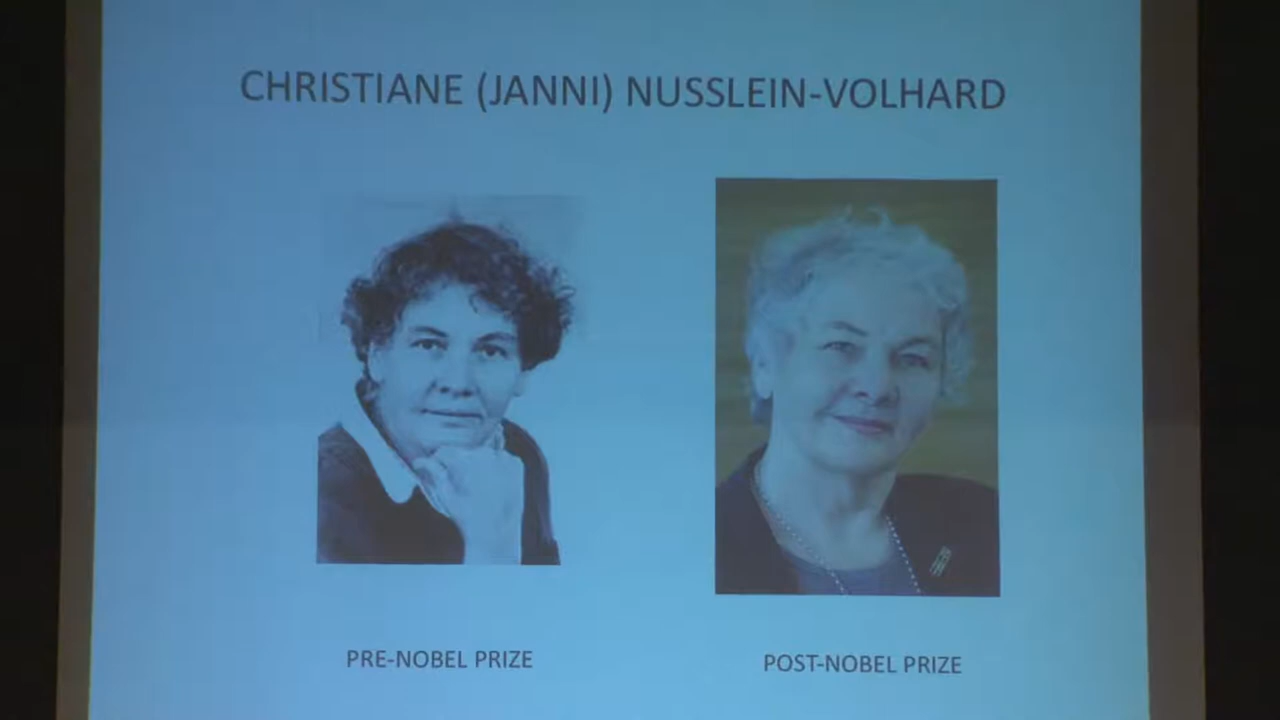 CHRISTIANE (JANNI) NUSSLEIN-VOLHARD
PRE-NOBEL PRIZE
POST-NOBEL PRIZE